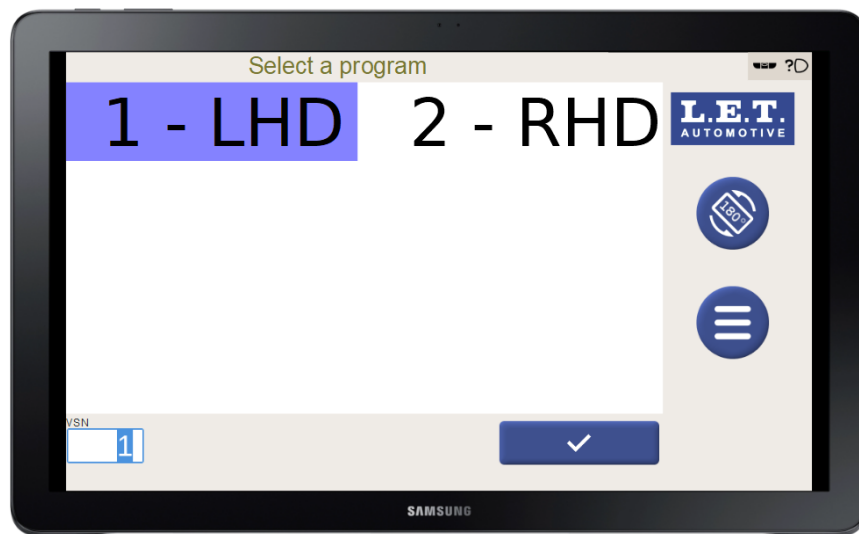 Select a program
?
1 - LHD
2 - RHD
L.E.T.
AUTOMOTIVE
180°
VSN
1
SAMSUNG